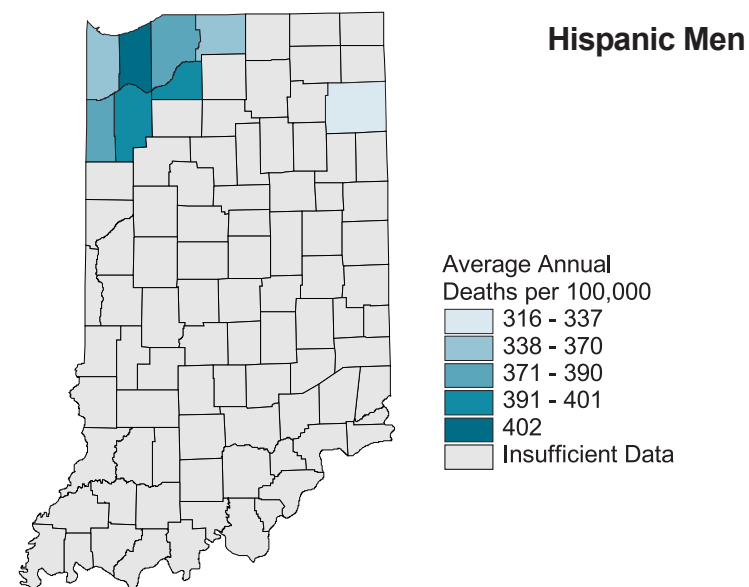 Hispanic Men
Average Annual
Deaths per 100,000
316 - 337
338 - 370
371 - 390
391 - 401
402
Insufficient Data